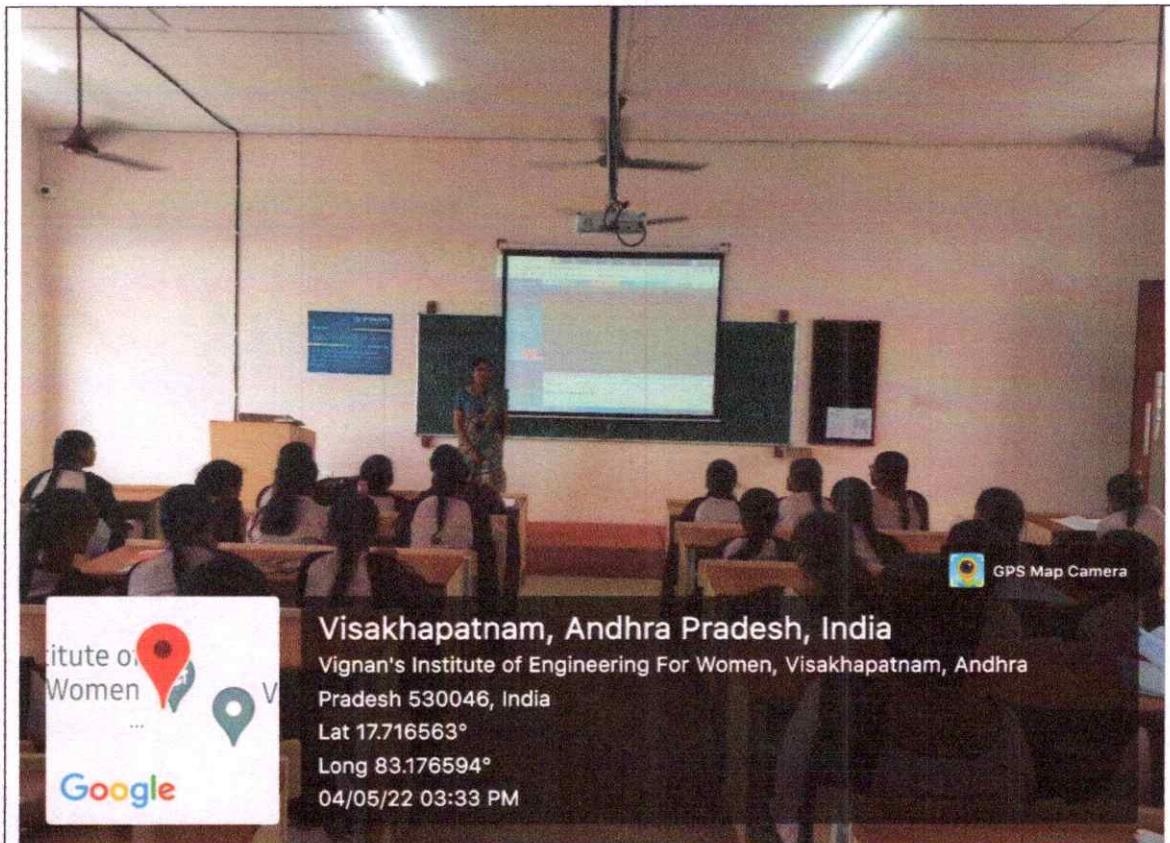 GPS Map Camera
Visakhapatnam, Andhra Pradesh, India
Vignan's Institute of Engineering For Women, Visakhapatnam, Andhra
Pradesh 530046, India
Lat 17.716563°
Long 83.176594°
04/05/22 03:33 PM
Women
...
V
Google